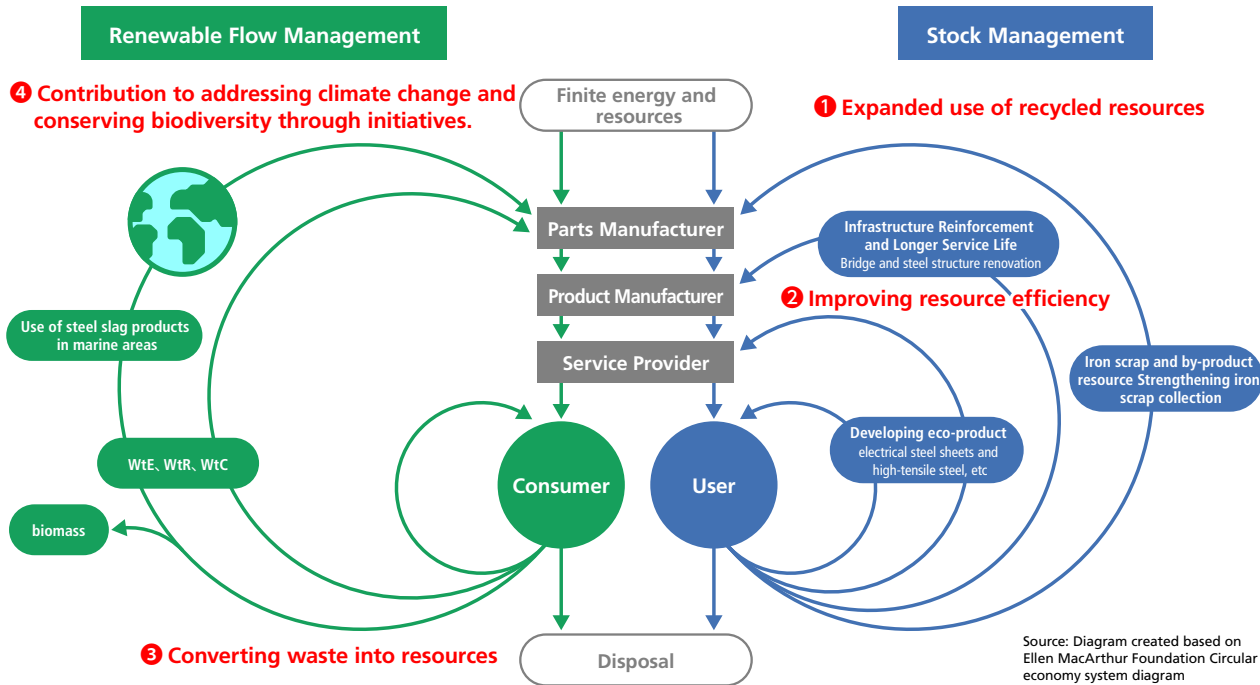 Renewable Flow Management
Stock Management
❹ Contribution to addressing climate change and
conserving biodiversity through initiatives.
Finite energy and
resources
❶ Expanded use of recycled resources
Parts Manufacturer
Infrastructure Reinforcement
and Longer Service Life
Bridge and steel structure renovation
Product Manufacturer
❷ Improving resource efficiency
Use of steel slag products
in marine areas
Service Provider
Iron scrap and by-product
resource Strengthening iron
scrap collection
Developing eco-product
electrical steel sheets and
high-tensile steel, etc
WtE、WtR、WtC
Consumer
User
biomass
❸ Converting waste into resources
Disposal
Source: Diagram created based on
Ellen MacArthur Foundation Circular
economy system diagram